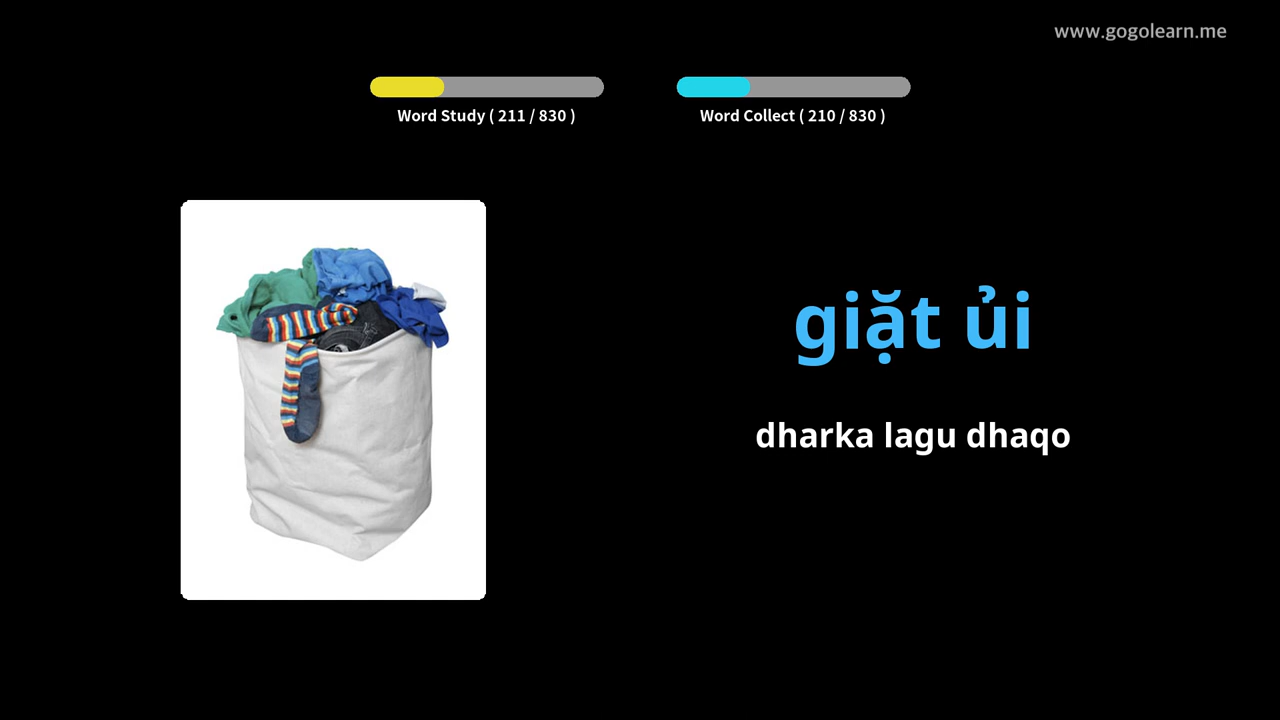 www.gogolearn.me
Word Study ( 211 / 830 )
Word Collect ( 210 / 830 )
giặt ủi
dharka lagu dhaqo